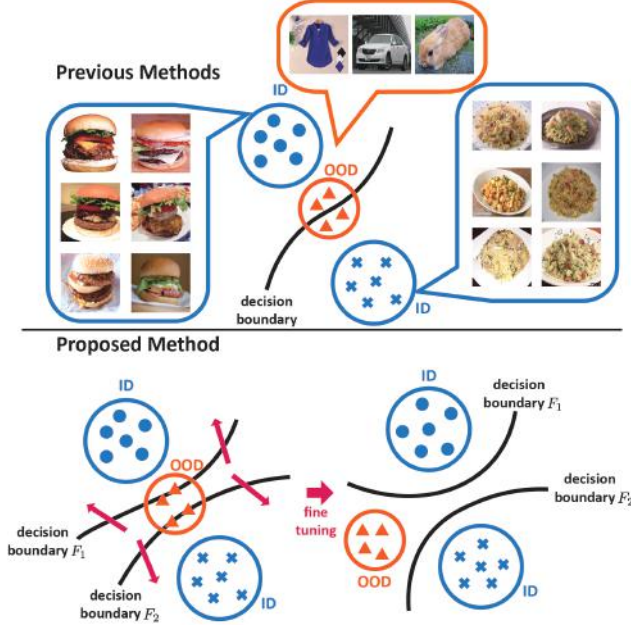 Previous Methods
ID
OOD
decision
boundary
ID
Proposed Method
ID
OOD
decision
boundary F₁
decision
boundary F₂
ID
fine
tuning
decision
boundary F₁
decision
boundary F₂
OOD
ID